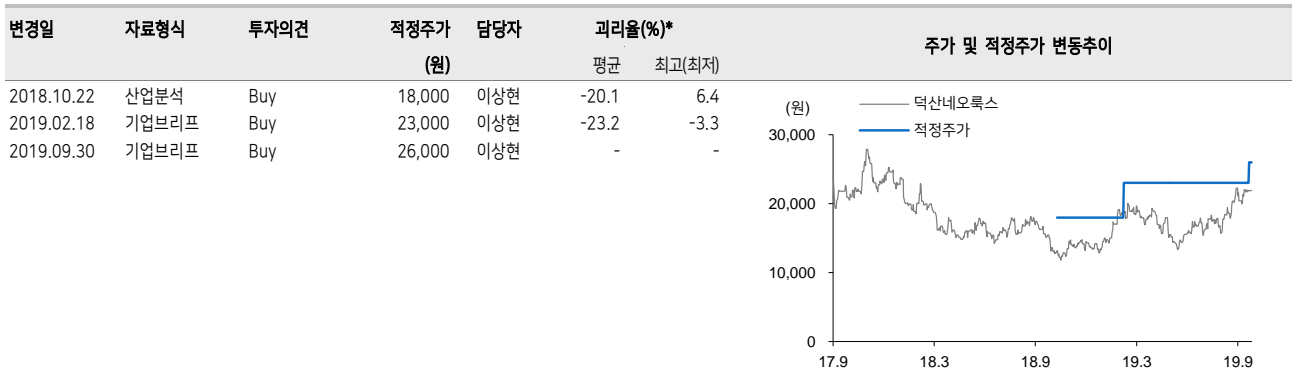 변경일 자료형식 투자의견 적정주가 담당자 괴리율(%)*
(원) 평균 최고(최저)
2018.10.22 산업분석 Buy 18,000 이상현 -20.1 6.4
2019.02.18 기업브리프 Buy 23,000 이상현 -23.2 -3.3
2019.09.30 기업브리프 Buy 26,000 이상현 - -
주가 및 적정주가 변동추이
(원)
덕산네오룩스
적정주가
30,000
20,000
10,000
0
17.9 18.3 18.9 19.3 19.9